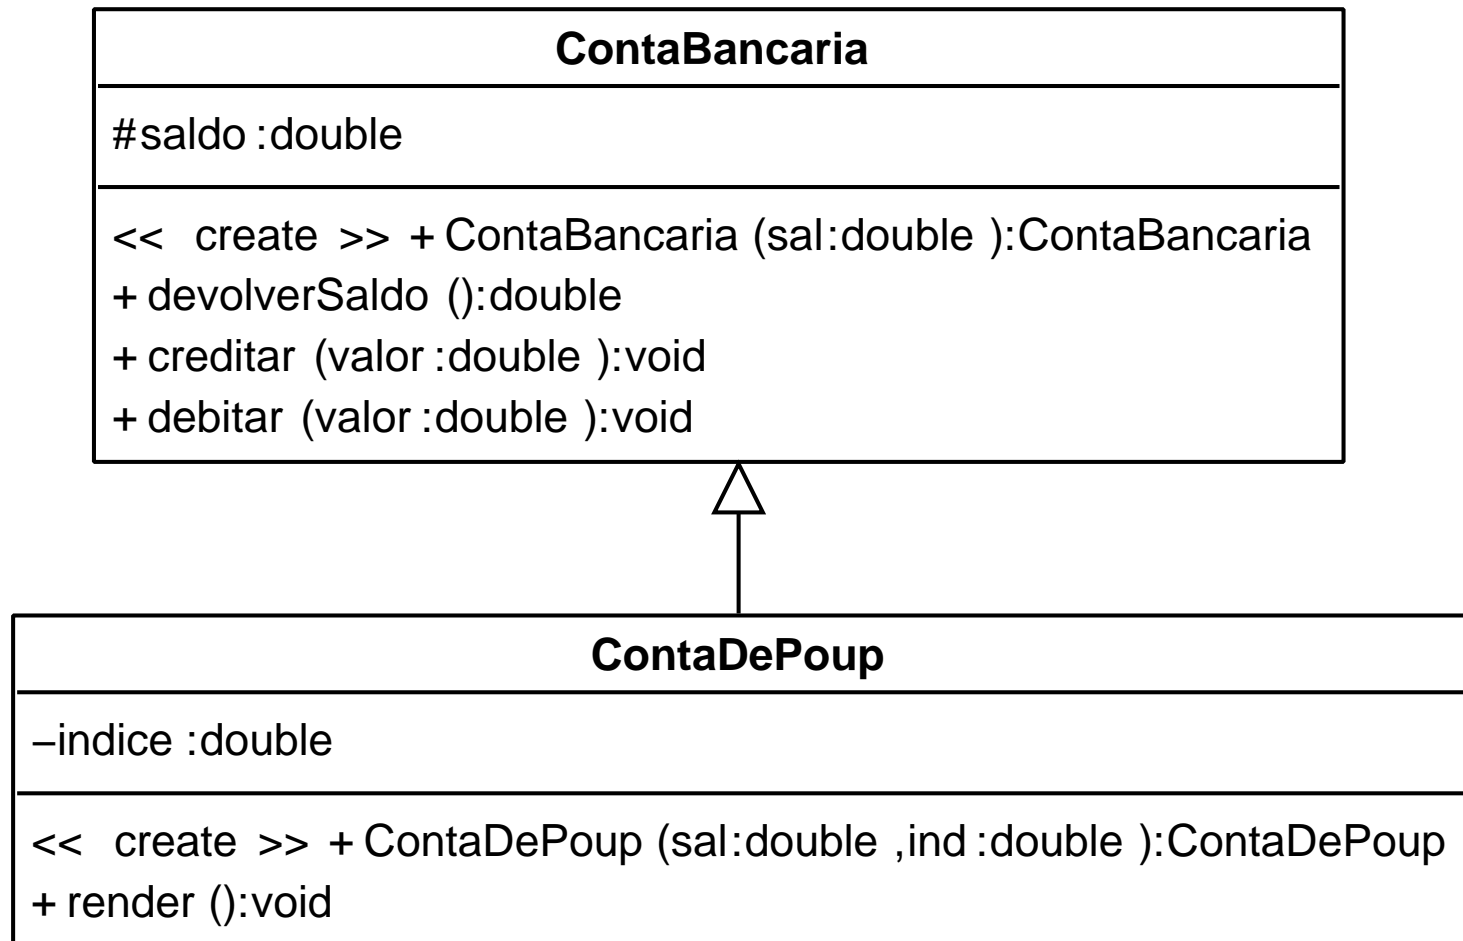 ContaBancaria
#saldo :double
<< create >> + ContaBancaria (sal:double ):ContaBancaria
+ devolverSaldo ():double
+ creditar (valor :double ):void
+ debitar (valor :double ):void
ContaDePoup
–indice :double
<< create >> + ContaDePoup (sal:double ,ind :double ):ContaDePoup
+ render ():void